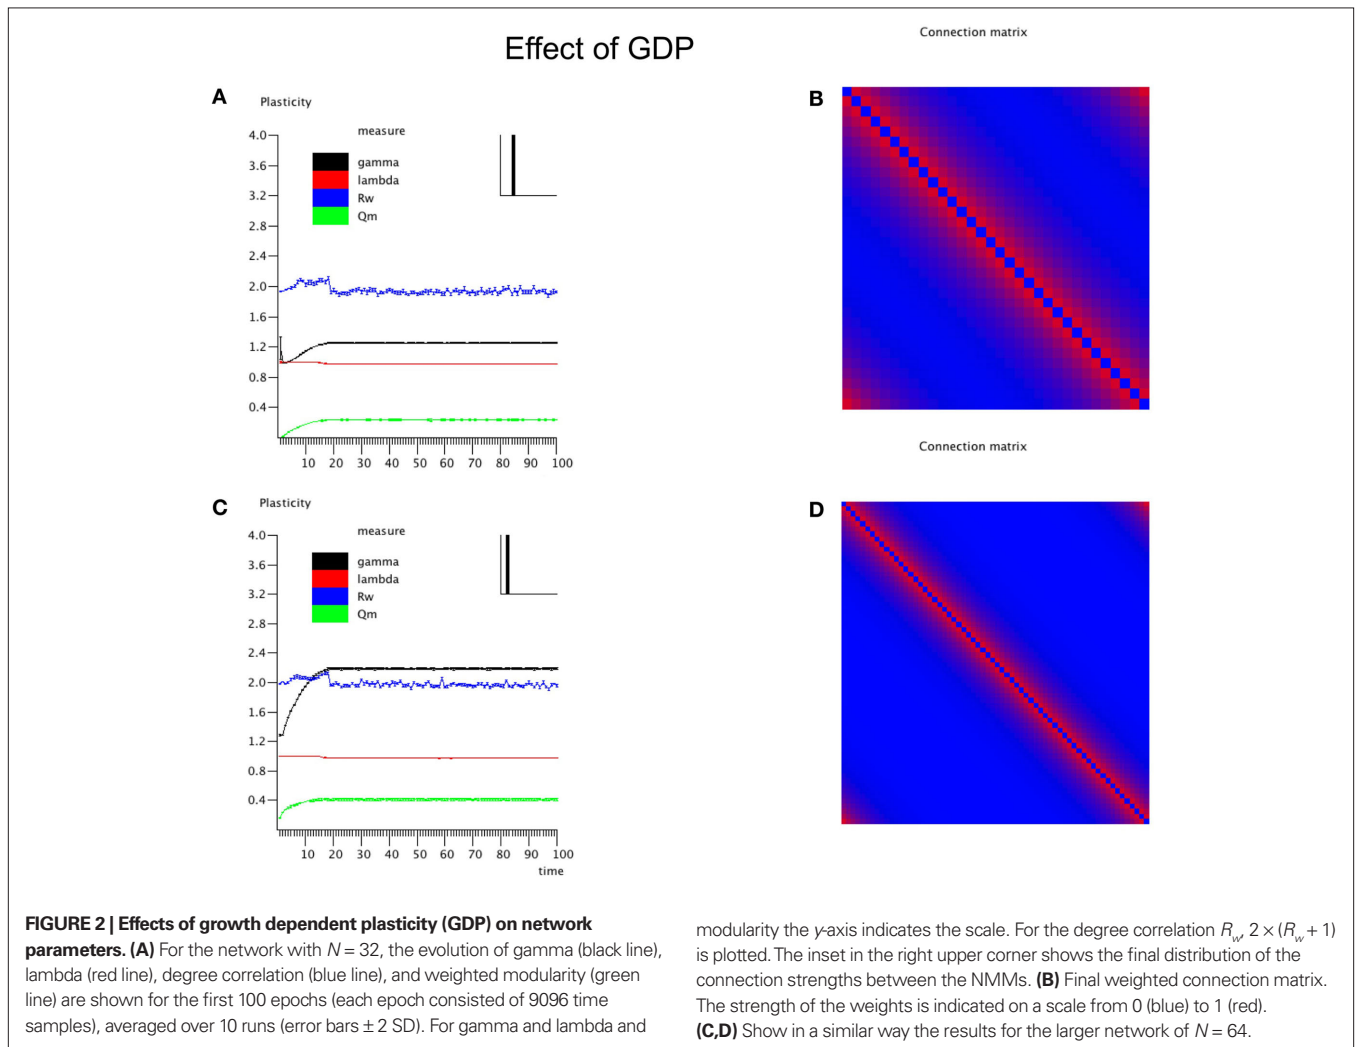 Effect of GDP
Connection matrix
A
Plasticity
measure
gamma
lambda
Rw
Qm
4.0
3.6
3.2
2.8
2.4
2.0
1.6
1.2
0.8
0.4
10 20 30 40 50 60 70 80 90 100
B
Connection matrix
C
Plasticity
measure
gamma
lambda
Rw
Qm
4.0
3.6
3.2
2.8
2.4
2.0
1.6
1.2
0.8
0.4
10 20 30 40 50 60 70 80 90 100
time
D
FIGURE 2 | Effects of growth dependent plasticity (GDP) on network
parameters. (A) For the network with N = 32, the evolution of gamma (black line),
lambda (red line), degree correlation (blue line), and weighted modularity (green
line) are shown for the first 100 epochs (each epoch consisted of 9096 time
samples), averaged over 10 runs (error bars ± 2 SD). For gamma and lambda and
modularity the y-axis indicates the scale. For the degree correlation Rw, 2 × (Rw + 1)
is plotted. The inset in the right upper corner shows the final distribution of the
connection strengths between the NMMs. (B) Final weighted connection matrix.
The strength of the weights is indicated on a scale from 0 (blue) to 1 (red).
(C,D) Show in a similar way the results for the larger network of N = 64.